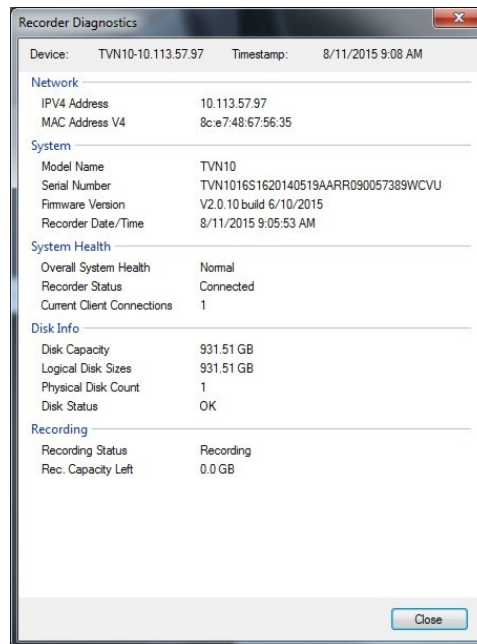 Recorder Diagnostics
Device: TVN10-10.113.57.97 Timestamp: 8/11/2015 9:08 AM
Network
IPV4 Address 10.113.57.97
MAC Address V4 8c:e7:48:67:56:35
System
Model Name TVN10
Serial Number TVN1016S1620140519AARR090057389WCVU
Firmware Version V2.0.10 build 6/10/2015
Recorder Date/Time 8/11/2015 9:05:53 AM
System Health
Overall System Health Normal
Recorder Status Connected
Current Client Connections 1
Disk Info
Disk Capacity 931.51 GB
Logical Disk Sizes 931.51 GB
Physical Disk Count 1
Disk Status OK
Recording
Recording Status Recording
Rec. Capacity Left 0.0 GB
Close